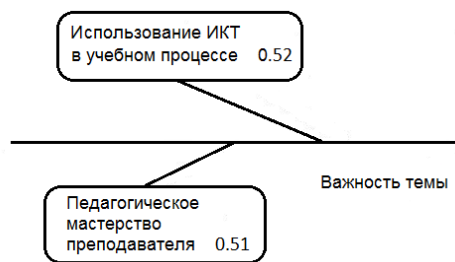 Использование ИКТ
в учебном процессе 0.52
Важность темы
Педагогическое
мастерство
преподавателя 0.51